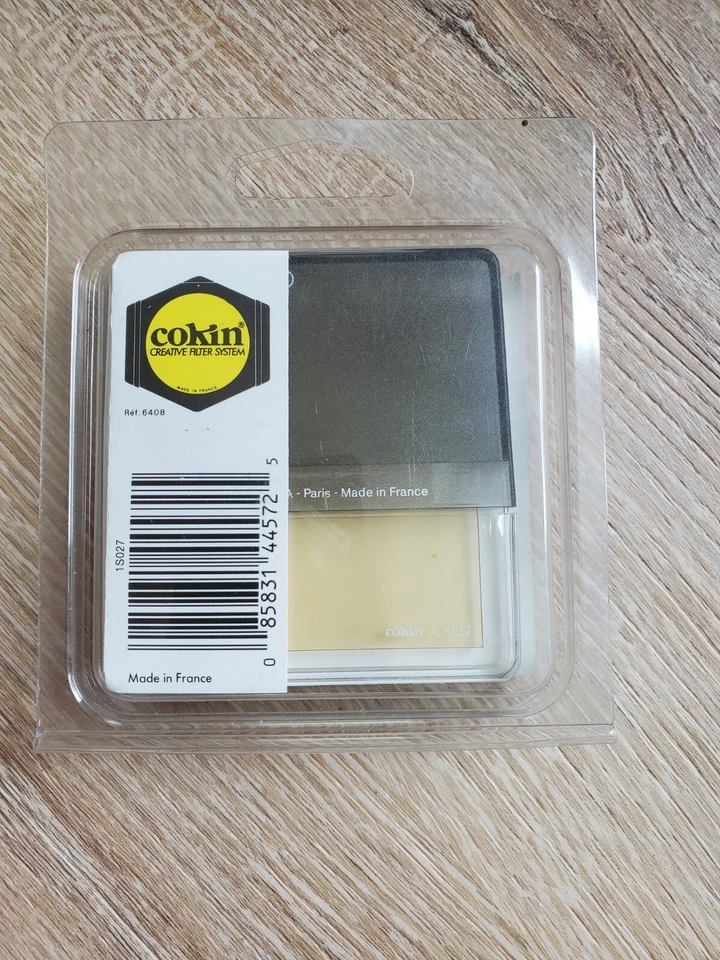 cokin®
CREATIVE FILTER SYSTEM
MADE IN FRANCE
Réf. 6408
1S027
0 85831 44572 5
Made in France
A - Paris - Made in France
cokin A 027